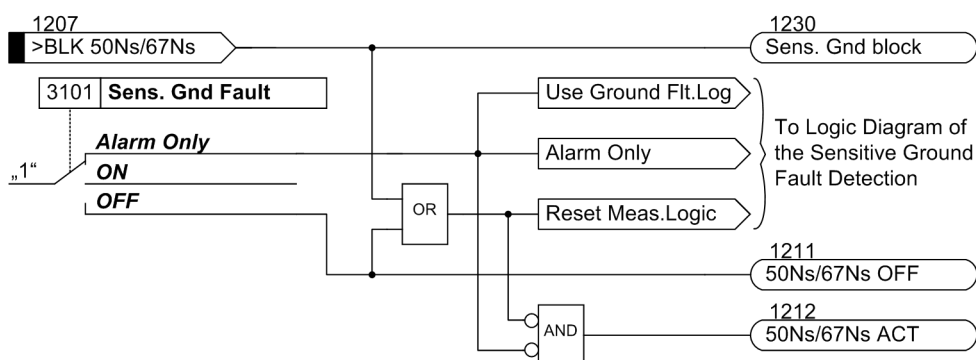 1207
>BLK 50Ns/67Ns
1230
Sens. Gnd block
3101 Sens. Gnd Fault
Use Ground Flt.Log
„1“
Alarm Only
Alarm Only
ON
OFF
OR
Reset Meas.Logic
To Logic Diagram of
the Sensitive Ground
Fault Detection
1211
50Ns/67Ns OFF
AND
1212
50Ns/67Ns ACT